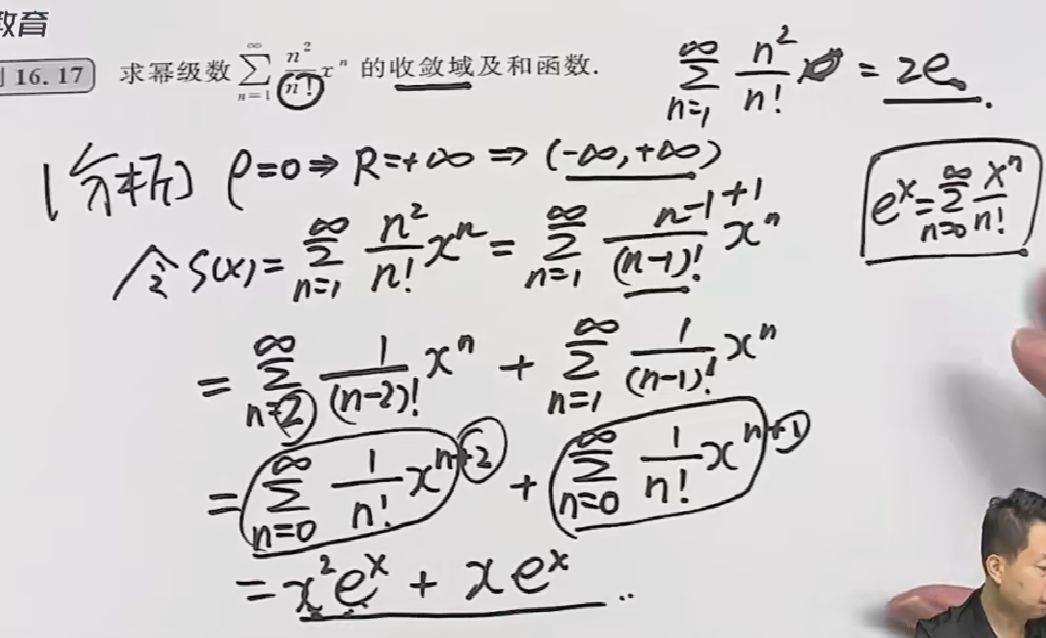 教育
例 16.17 求幂级数 $\sum_{n=1}^{\infty} \frac{n^2}{n!} x^n$ 的收敛域及和函数.
$\sum_{n=1}^{\infty} \frac{n^2}{n!} = 2e$.
[分析] $\rho=0 \Rightarrow R=+\infty \Rightarrow (-\infty,+\infty)$
$e^x = \sum_{n=0}^{\infty} \frac{x^n}{n!}$
令 $S(x) = \sum_{n=1}^{\infty} \frac{n^2}{n!} x^n = \sum_{n=1}^{\infty} \frac{n-1+1}{(n-1)!} x^n$
$= \sum_{n=2}^{\infty} \frac{1}{(n-2)!} x^n + \sum_{n=1}^{\infty} \frac{1}{(n-1)!} x^n$
$= \sum_{n=0}^{\infty} \frac{1}{n!} x^{n+2} + \sum_{n=0}^{\infty} \frac{1}{n!} x^{n+1}$
$= x^2 e^x + x e^x$ ..